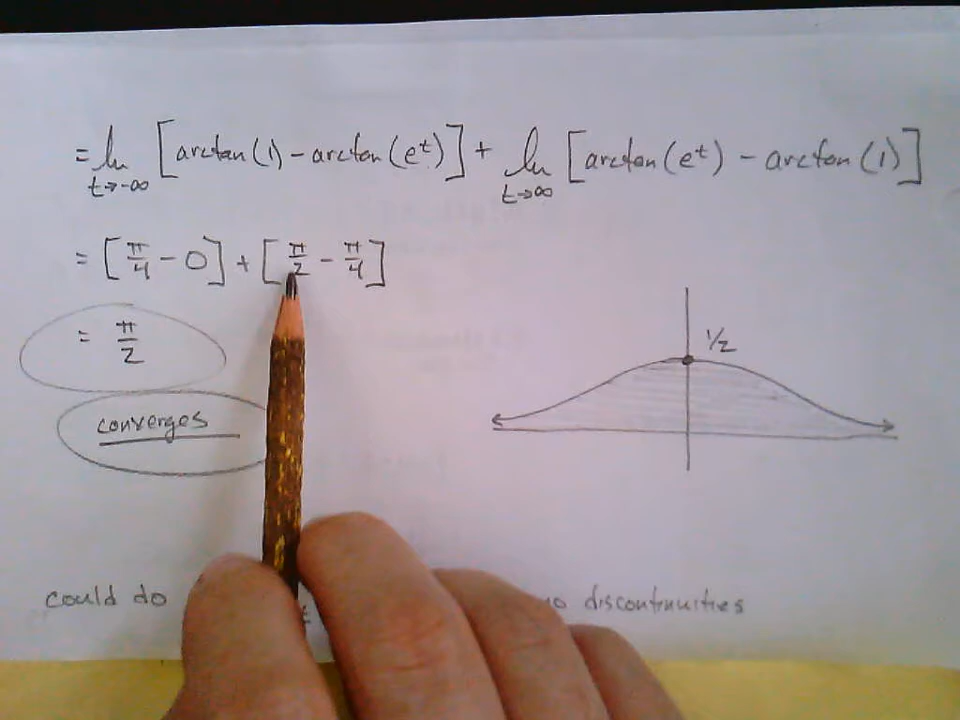 = lim t→-∞ [arctan(1) - arctan(e^t)] + lim t→∞ [arctan(e^t) - arctan(1)]
= [π/4 - 0] + [π/2 - π/4]
= π/2
1/2
converges
could do
no discontinuities